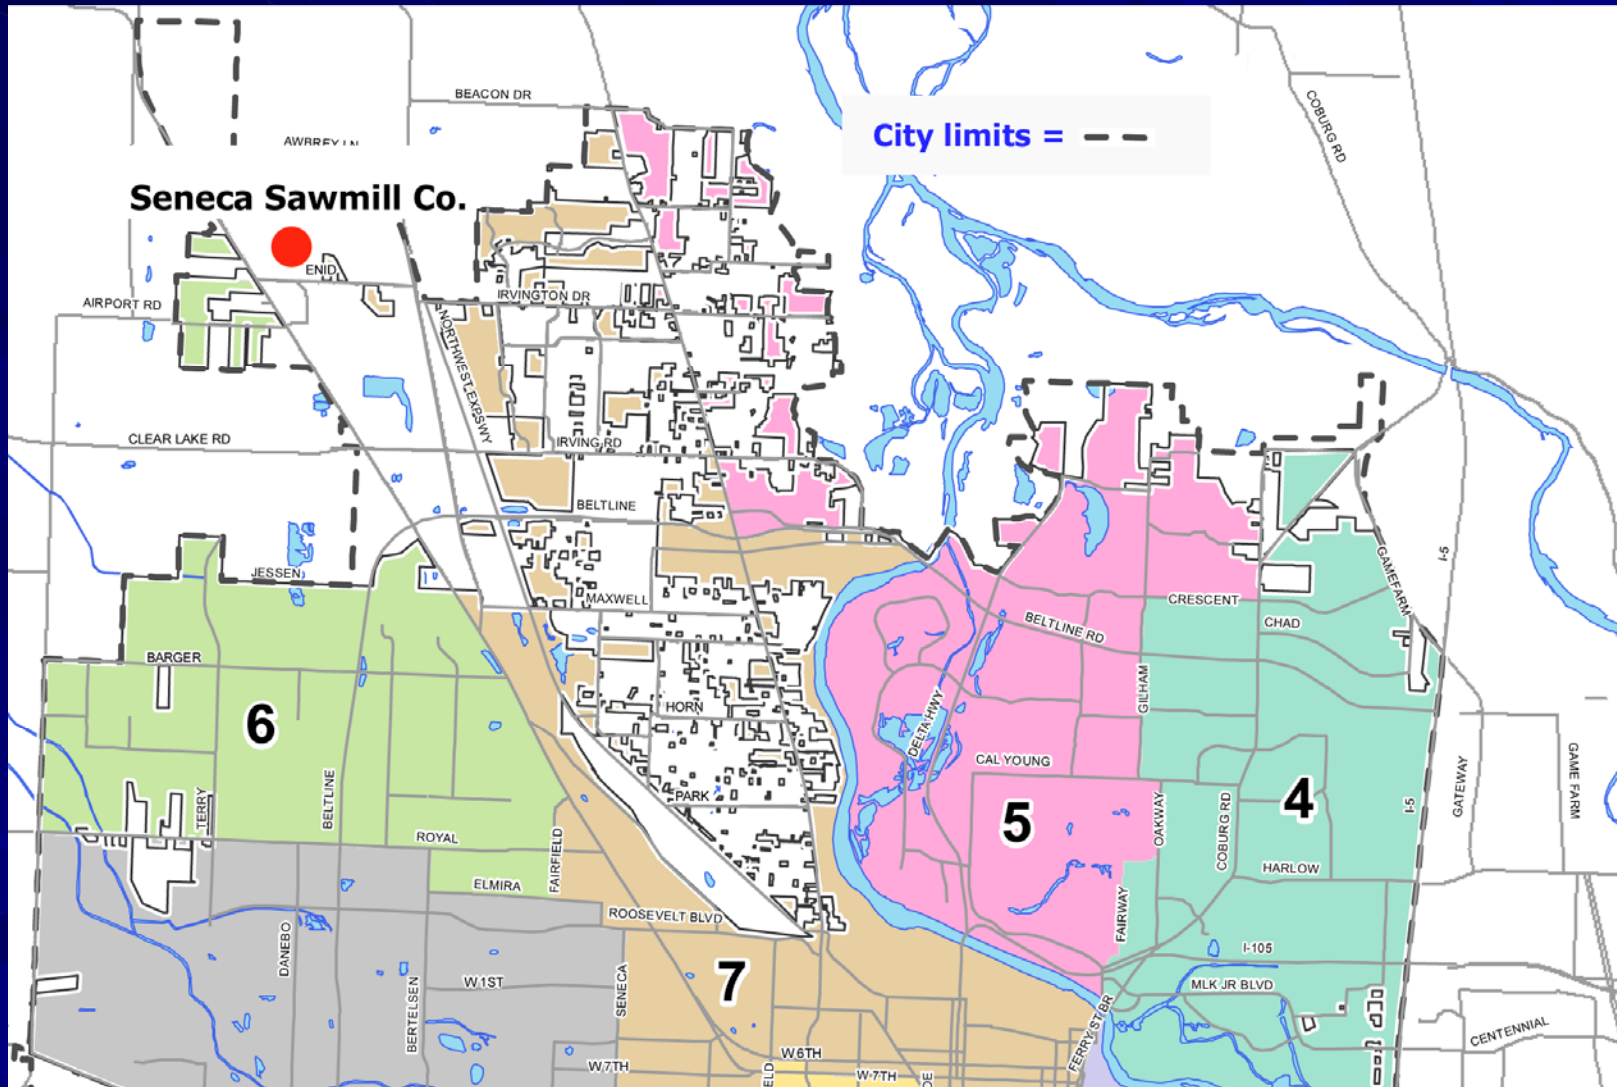 BEACON DR
COBURG RD
City limits =
AWBREY LN
Seneca Sawmill Co.
ENID
AIRPORT RD
IRVINGTON DR
NORTHWEST EXPSWY
CLEAR LAKE RD
IRVING RD
BELTLINE
JESSEN
MAXWELL
CRESCENT
GAMEFARM
I-5
CHAD
BELTLINE RD
BARGER
GILHAM
HORN
DELTA HWY
6
CAL YOUNG
PARK
TERRY
BELTLINE
5
4
OAKWAY
COBURG RD
I-5
GATEWAY
GAME FARM
ROYAL
FAIRFIELD
HARLOW
ELMIRA
ROOSEVELT BLVD
FAIRWAY
DANEBO
I-105
7
W 1ST
SENECA
BERTELSEN
MLK JR BLVD
FERRY ST BR
CENTENNIAL
W 6TH
W 7TH
W 7TH